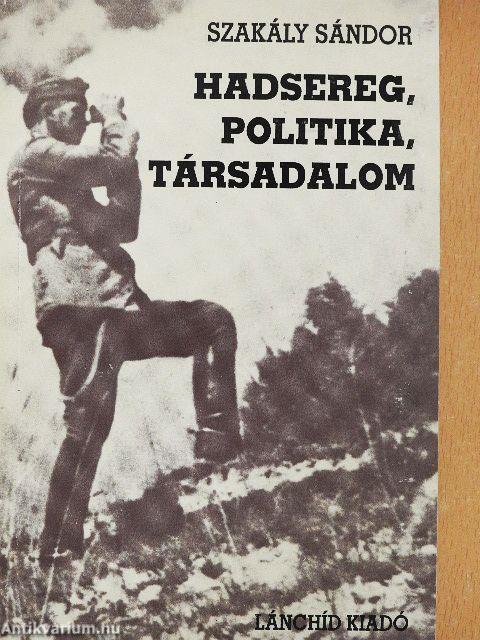 SZAKÁLY SÁNDOR
HADSEREG,
POLITIKA,
TÁRSADALOM
LÁNCHÍD KIADÓ
Antikvarium.hu